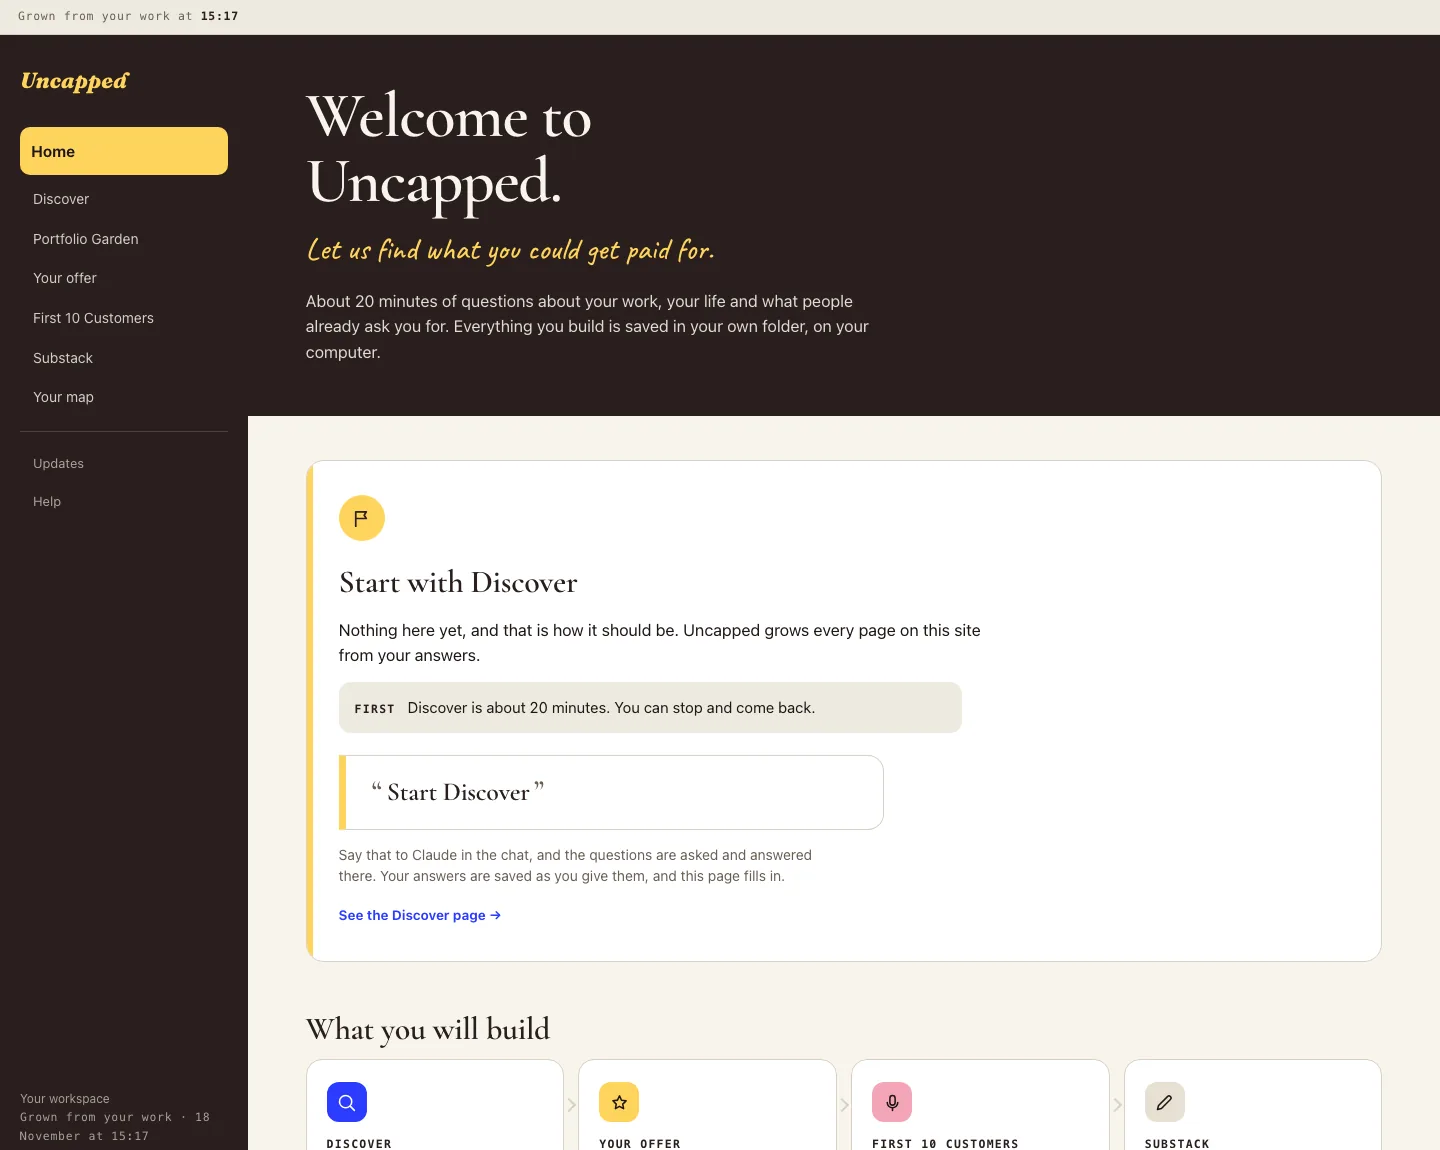 Grown from your work at 15:17
Uncapped
Home
Discover
Portfolio Garden
Your offer
First 10 Customers
Substack
Your map
Updates
Help
Your workspace
Grown from your work · 18
November at 15:17
Welcome to
Uncapped.
Let us find what you could get paid for.
About 20 minutes of questions about your work, your life and what people
already ask you for. Everything you build is saved in your own folder, on your
computer.
Start with Discover
Nothing here yet, and that is how it should be. Uncapped grows every page on this site
from your answers.
FIRST Discover is about 20 minutes. You can stop and come back.
“ Start Discover ”
Say that to Claude in the chat, and the questions are asked and answered
there. Your answers are saved as you give them, and this page fills in.
See the Discover page →
What you will build
DISCOVER
YOUR OFFER
FIRST 10 CUSTOMERS
SUBSTACK